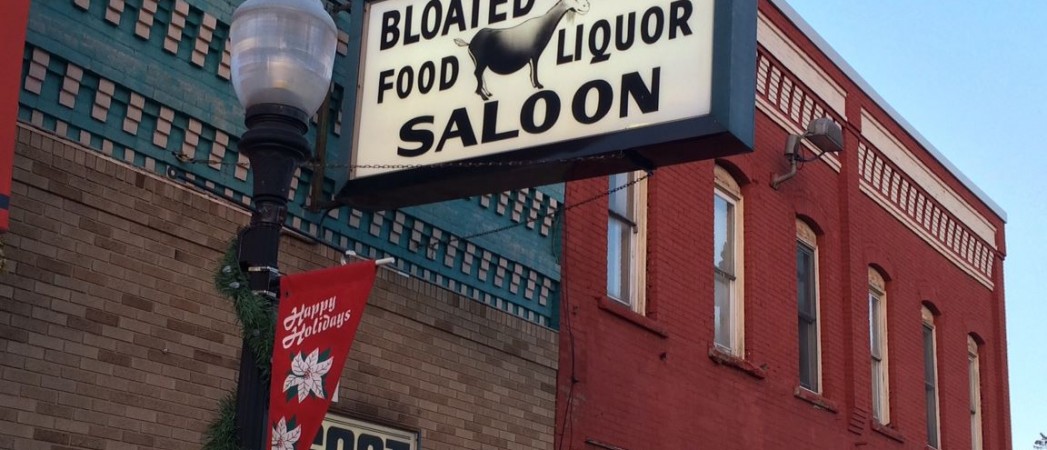 BLOATED
FOOD LIQUOR
SALOON
Happy
Holidays